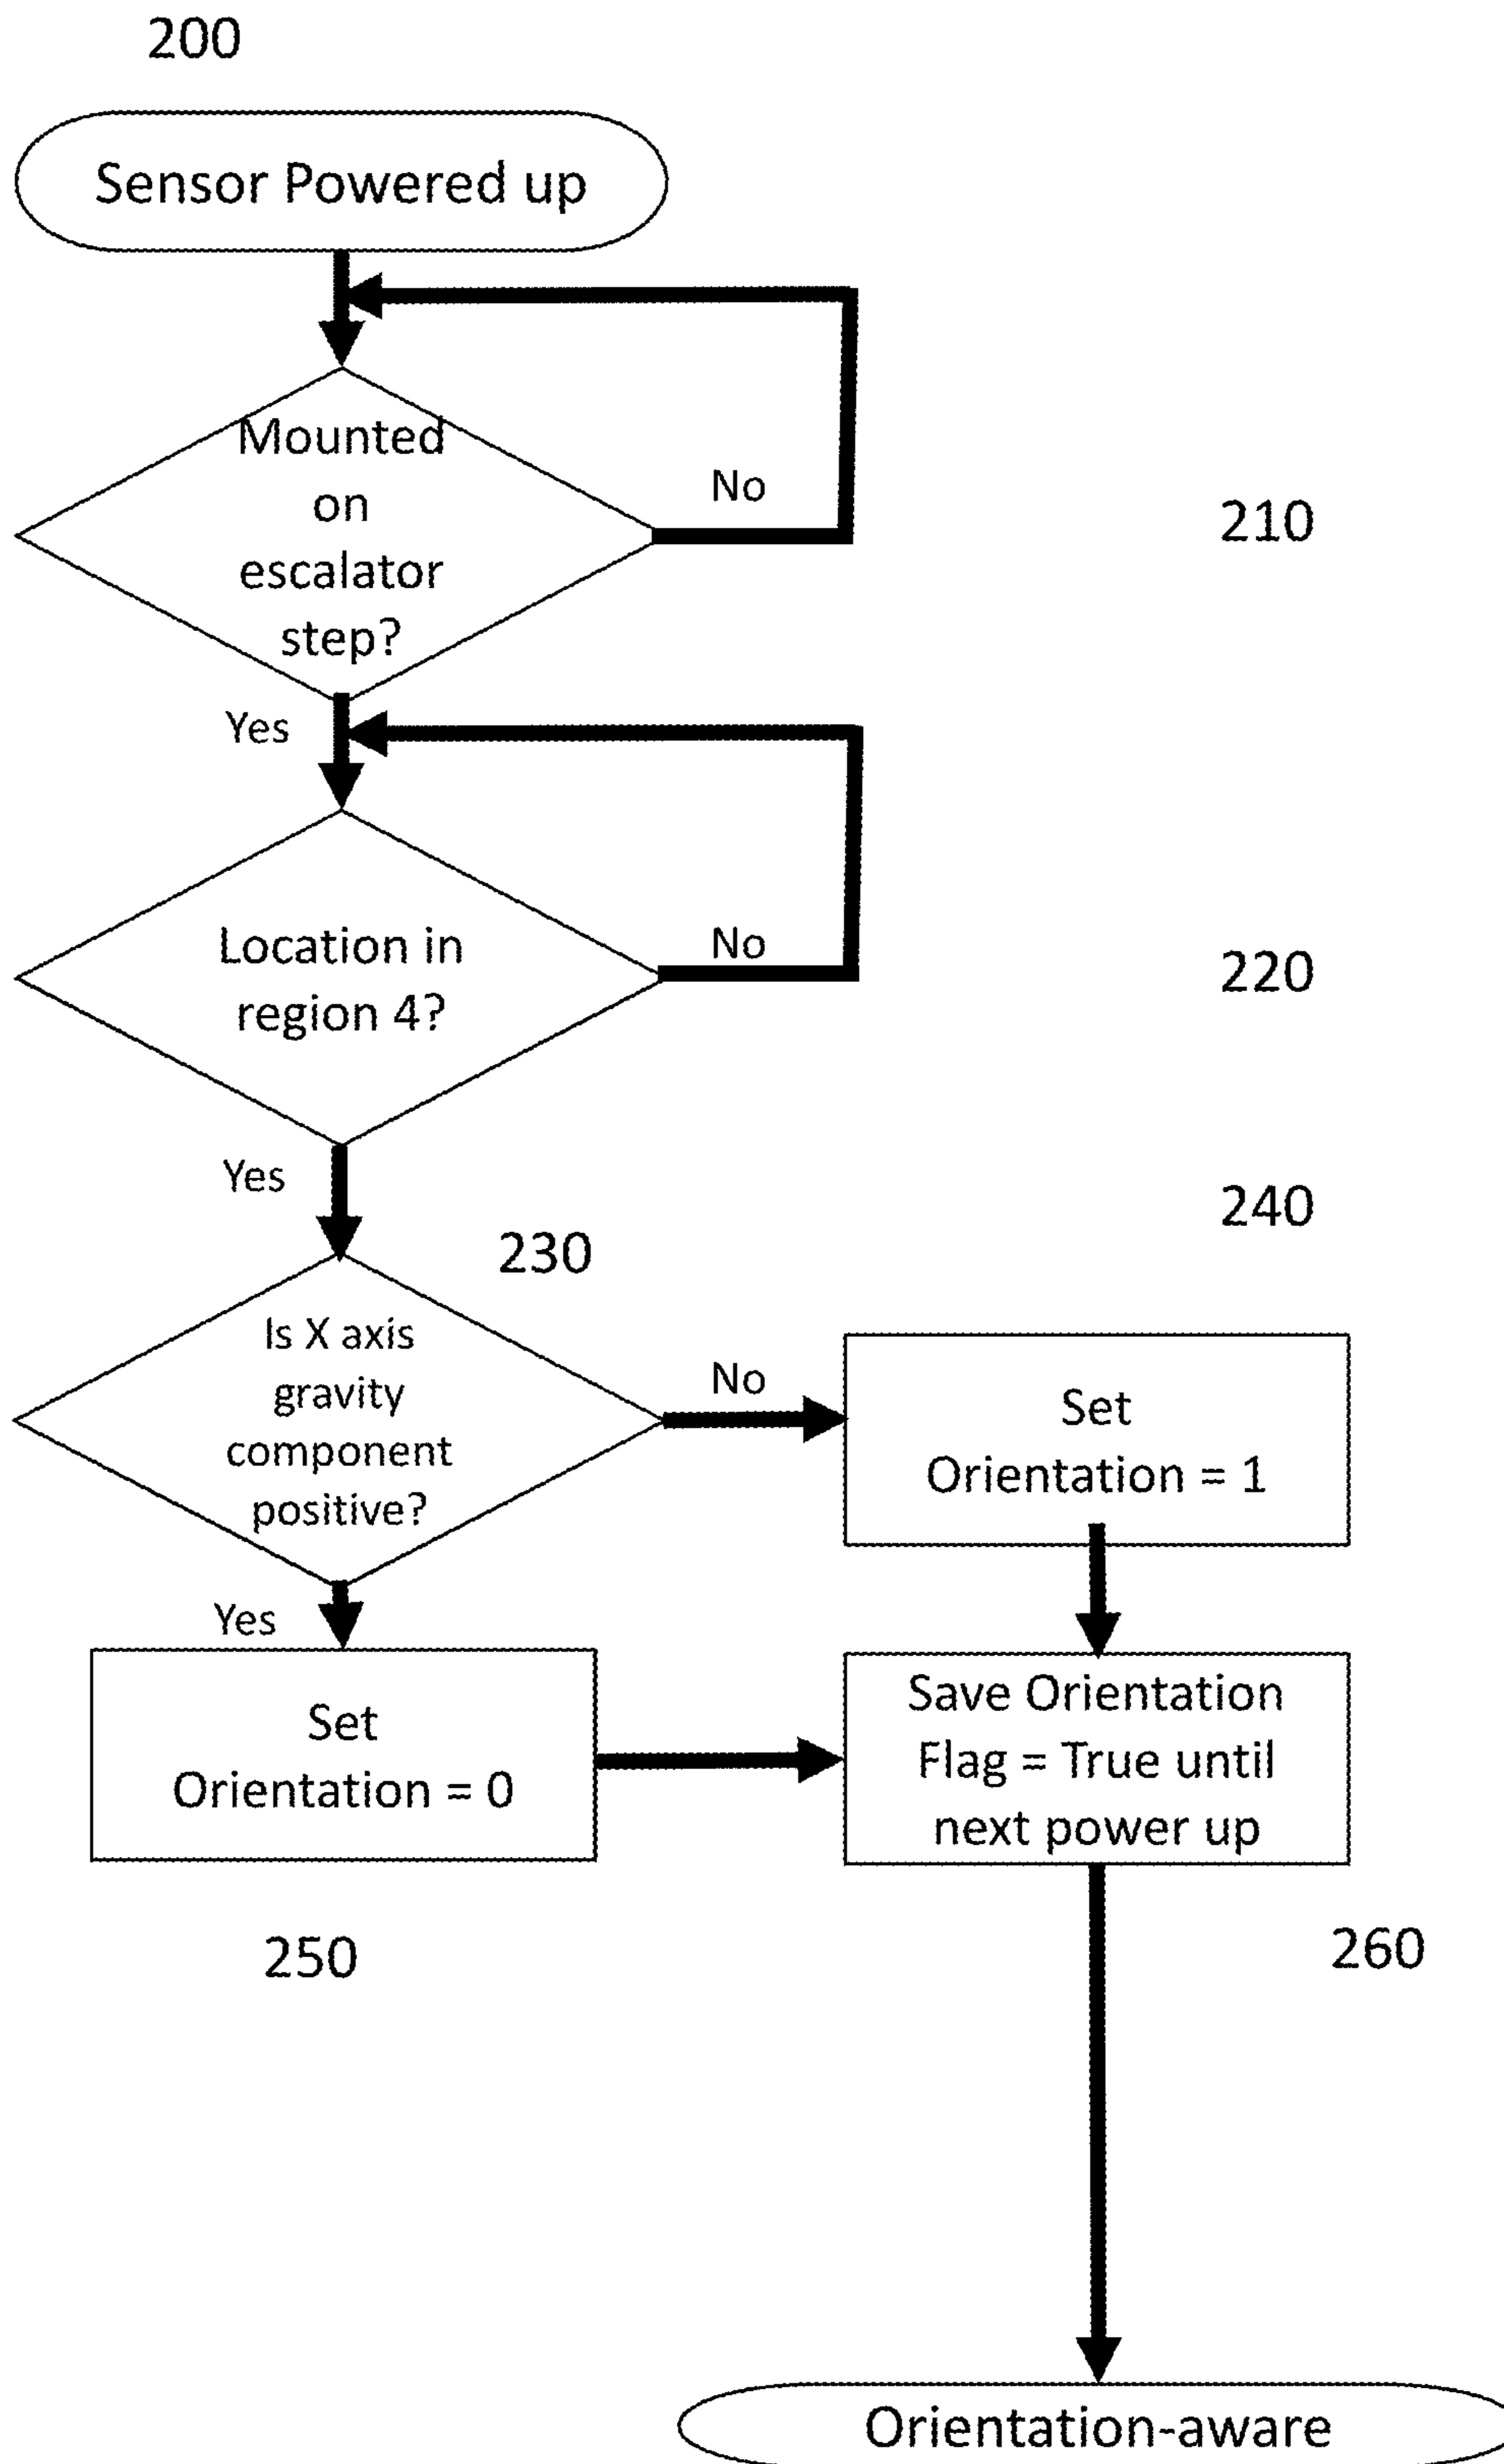 200
Sensor Powered up
Mounted
on
escalator
step?
No
210
Yes
Location in
region 4?
No
220
Yes
230
240
Is X axis
gravity
component
positive?
No
Set
Orientation = 1
Yes
Set
Orientation = 0
Save Orientation
Flag = True until
next power up
250
260
Orientation-aware